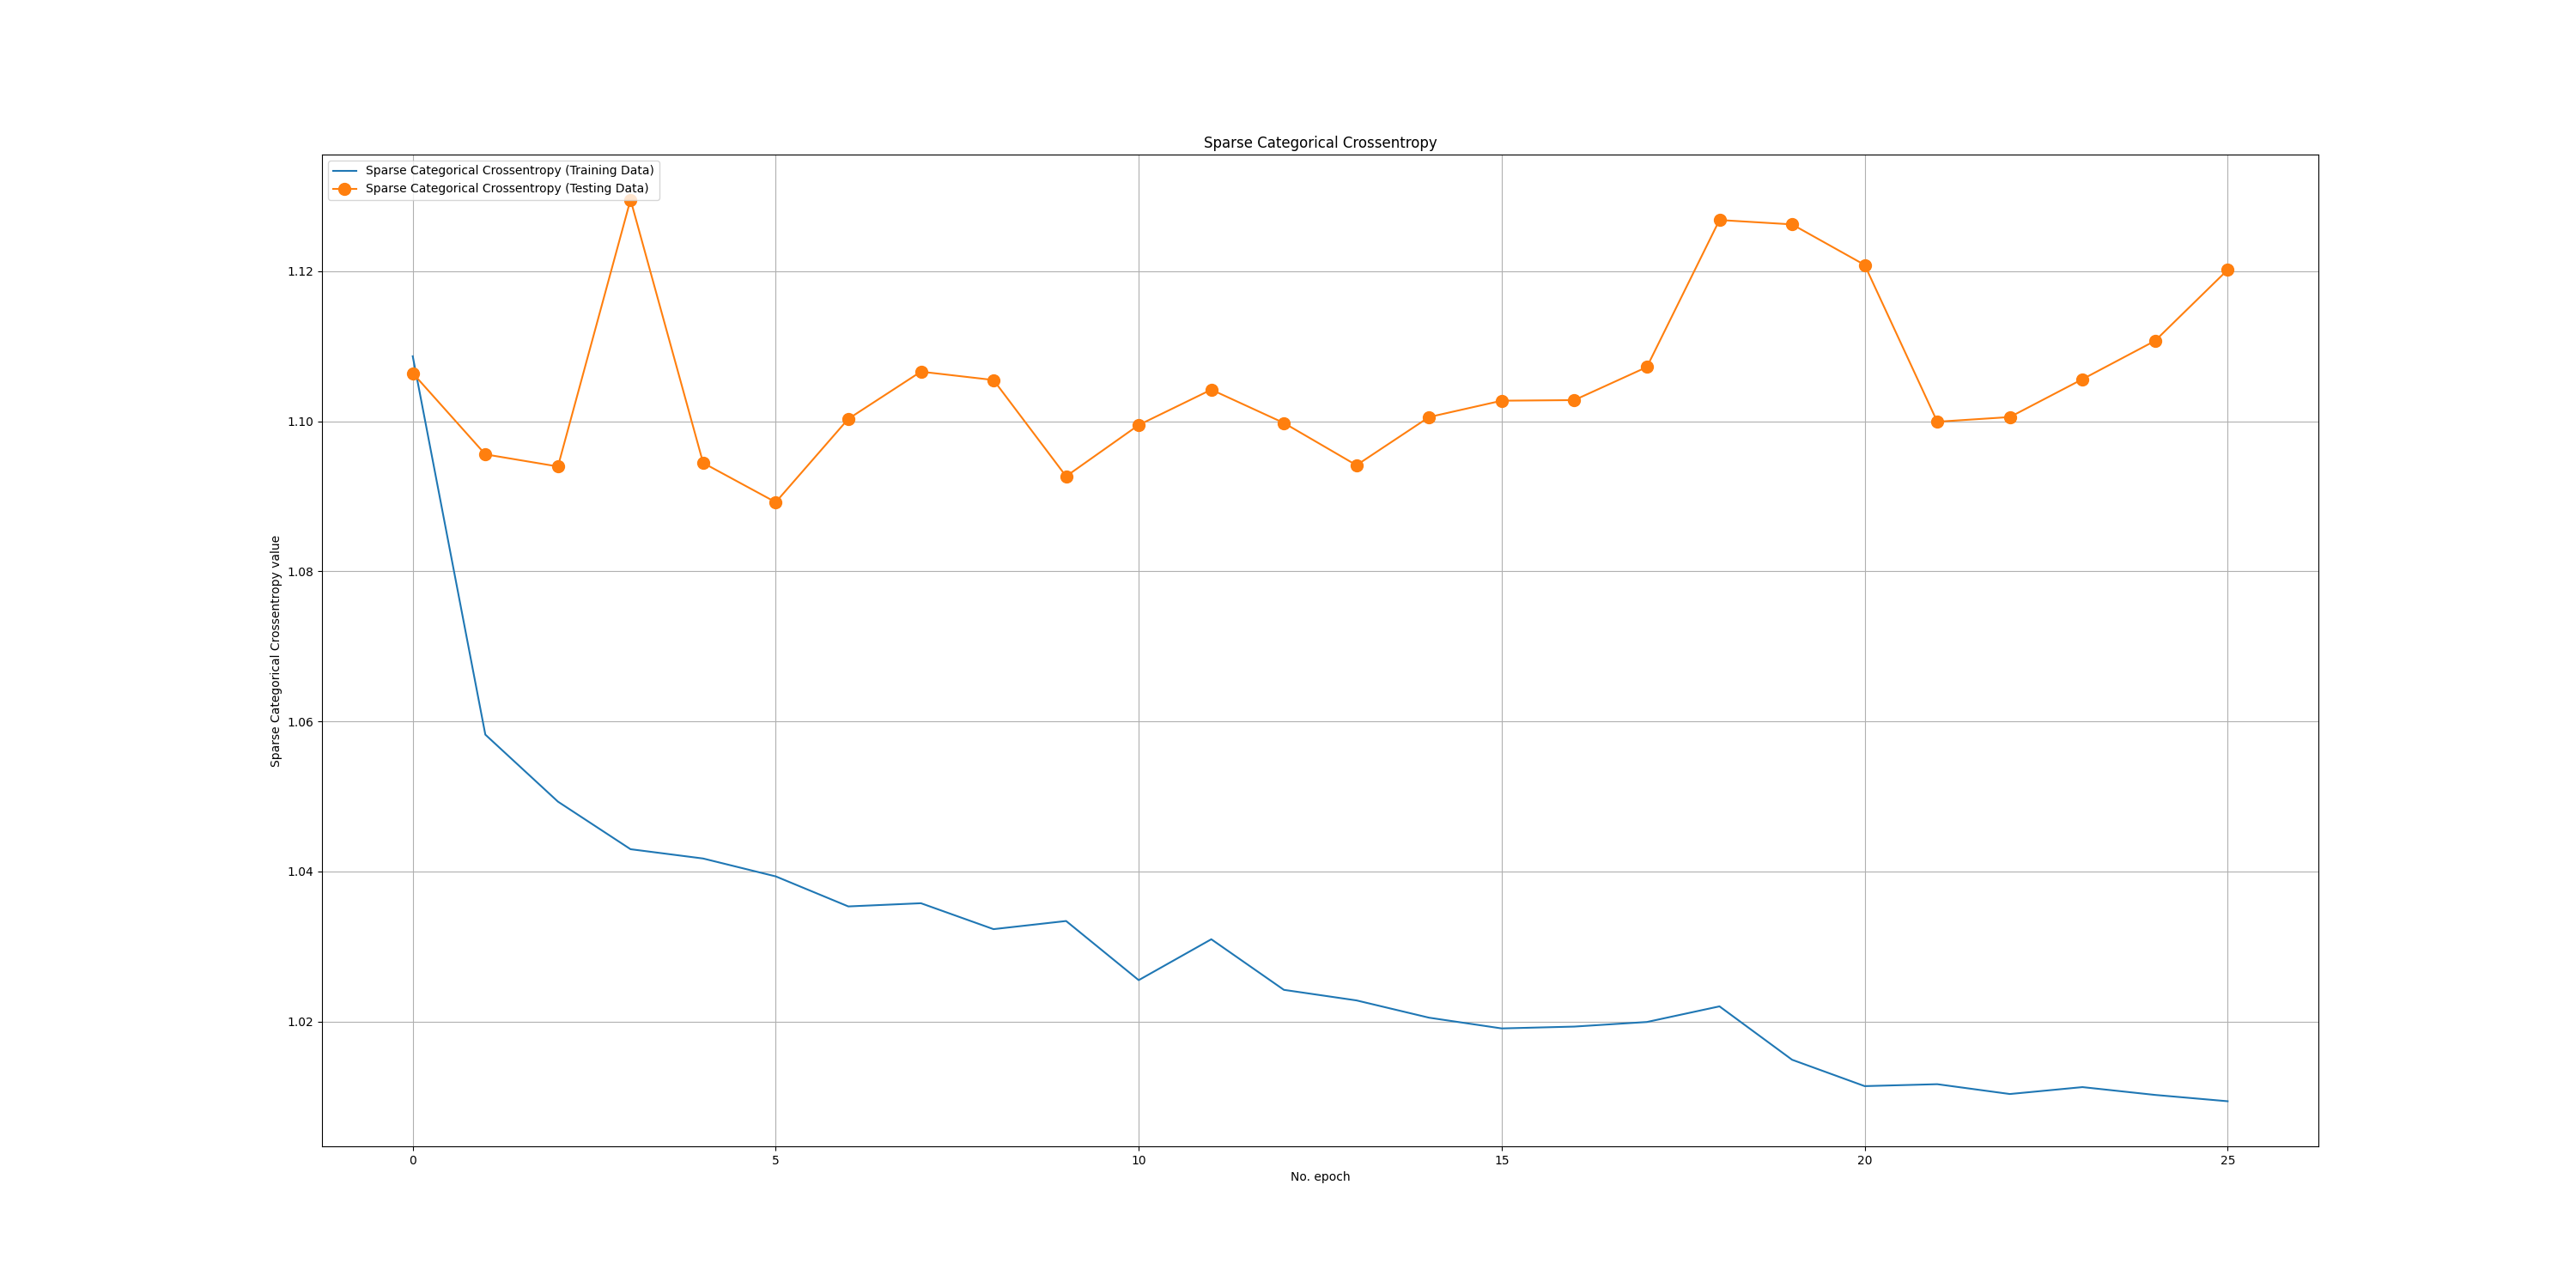 Sparse Categorical Crossentropy
Sparse Categorical Crossentropy (Training Data)
Sparse Categorical Crossentropy (Testing Data)
Sparse Categorical Crossentropy value
1.12
1.10
1.08
1.06
1.04
1.02
0 5 10 15 20 25
No. epoch